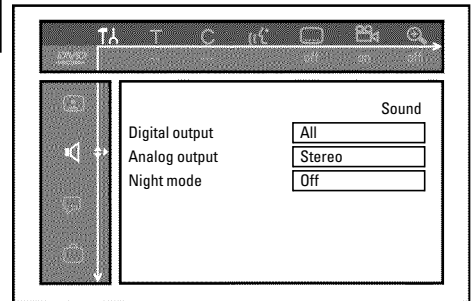 T C
off on off
Sound
Digital output All
Analog output Stereo
Night mode Off